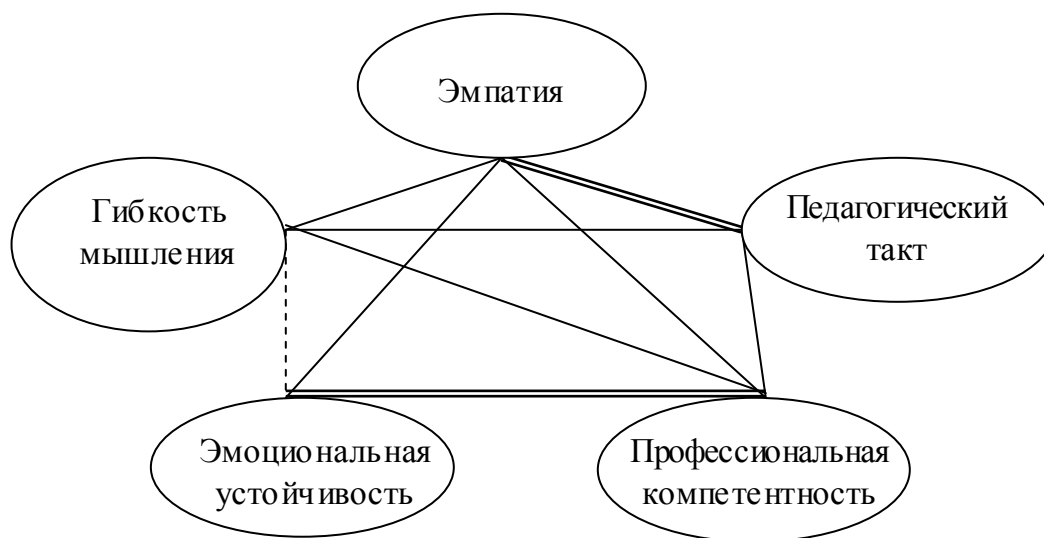 Эмпатия
Гибкость
мышления
Педагогический
такт
Эмоциональная
устойчивость
Профессиональная
компетентность